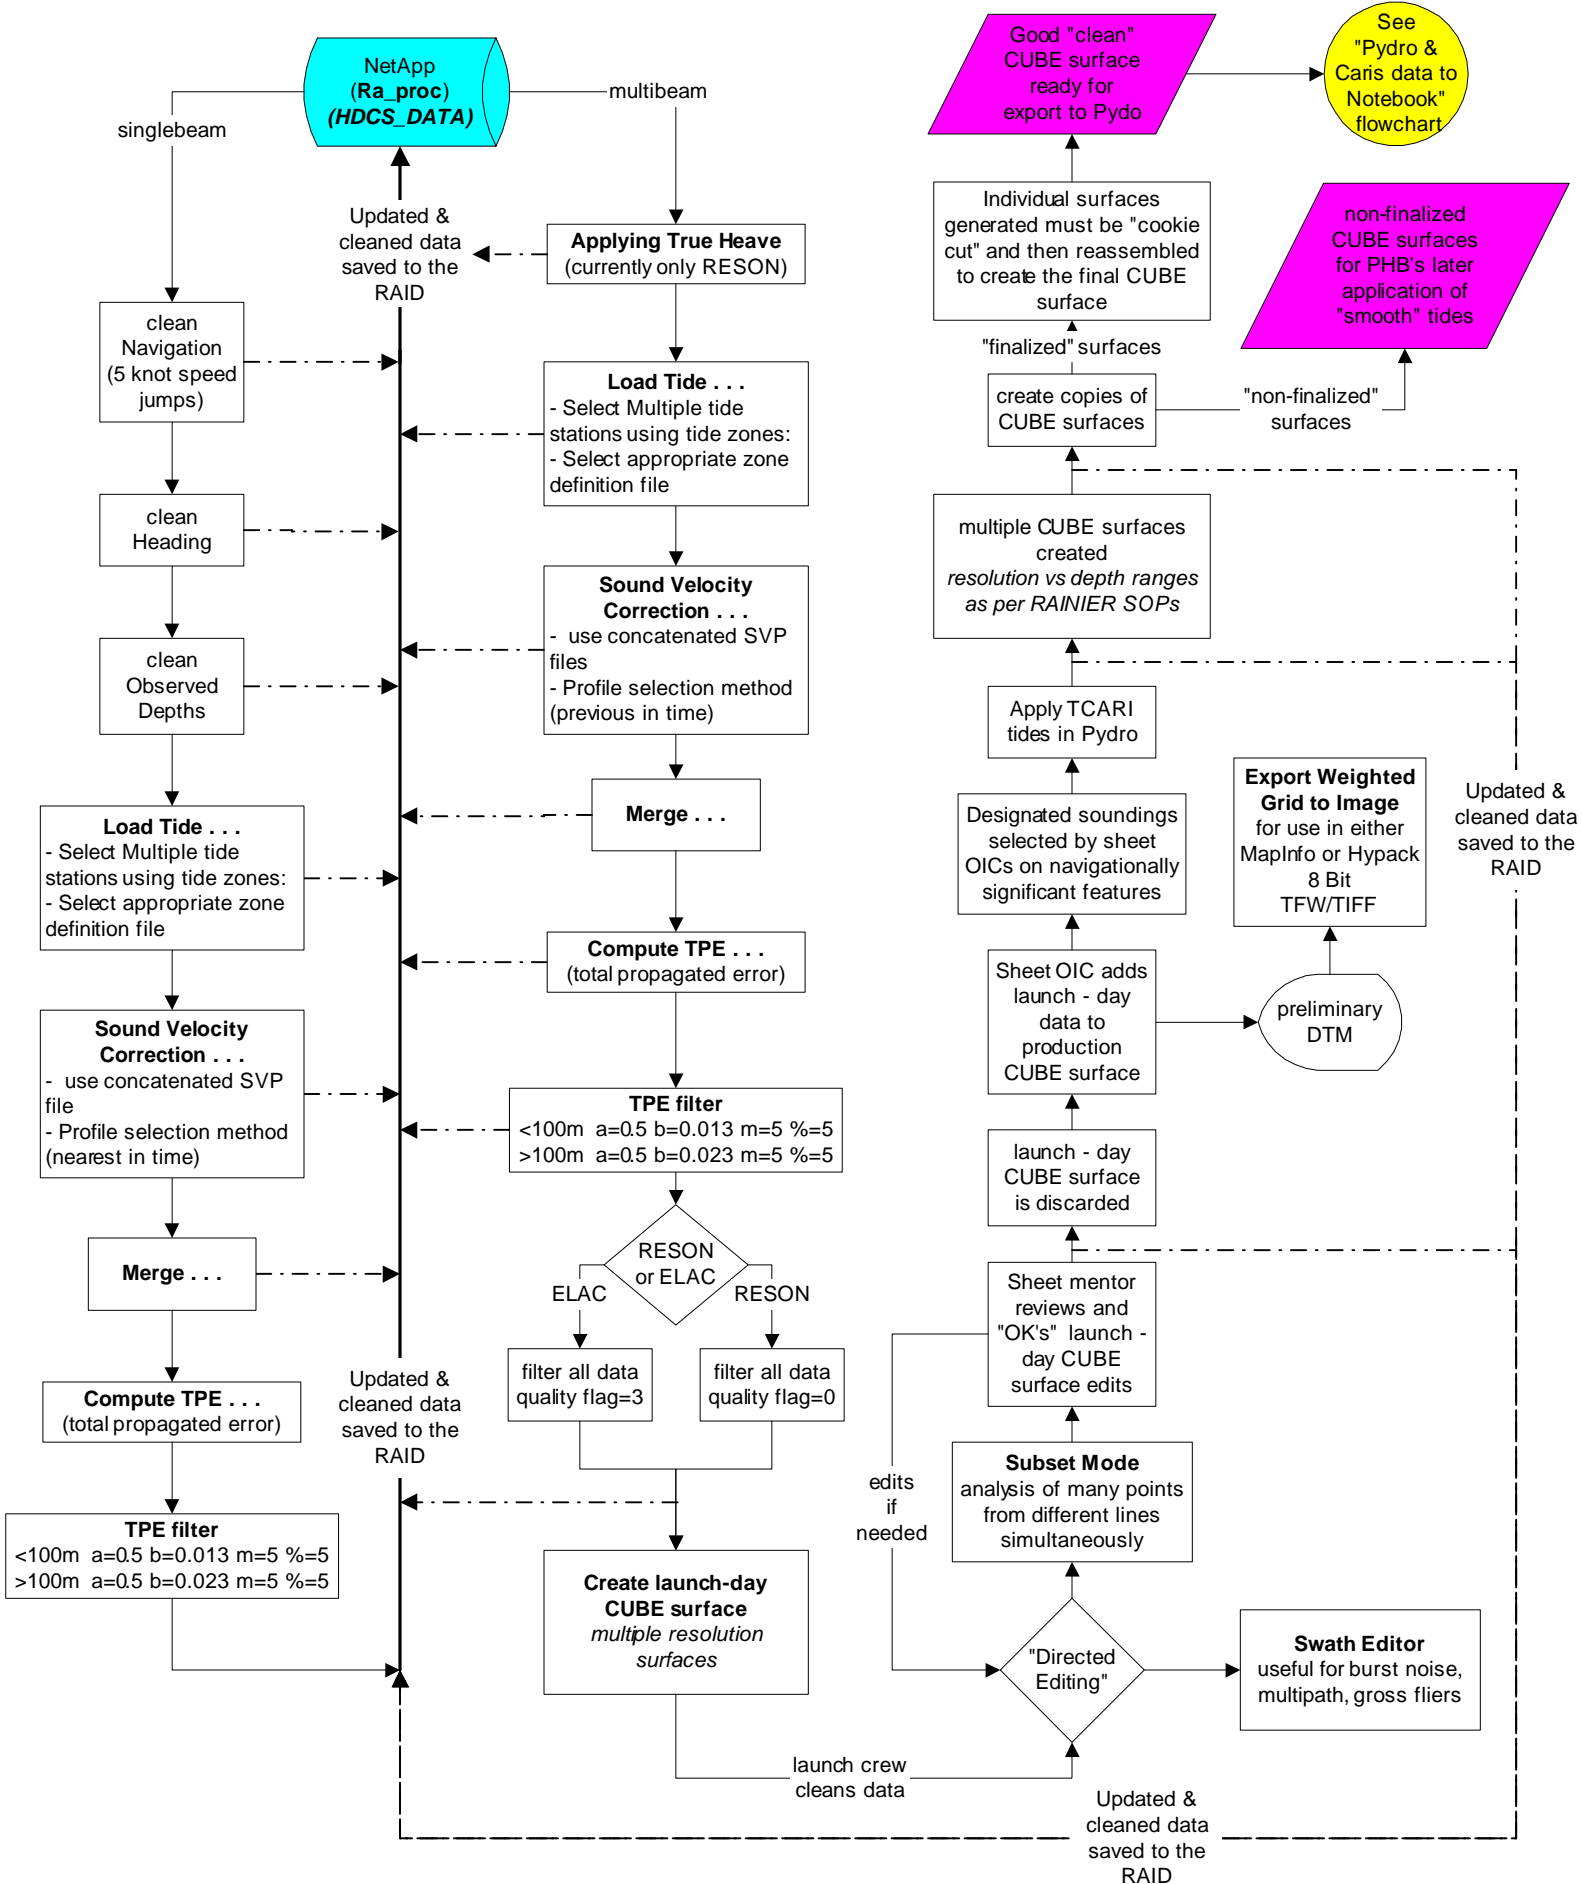 NetApp
(Ra_proc)
(HDCS_DATA)
singlebeam
multibeam
Updated &
cleaned data
saved to the
RAID
clean
Navigation
(5 knot speed
jumps)
clean
Heading
clean
Observed
Depths
Load Tide . . .
- Select Multiple tide
stations using tide zones:
- Select appropriate zone
definition file
Sound Velocity
Correction . . .
-  use concatenated SVP
file
- Profile selection method
(nearest in time)
Merge . . .
Compute TPE . . .
(total propagated error)
TPE filter
<100m  a=0.5 b=0.013 m=5 %=5
>100m  a=0.5 b=0.023 m=5 %=5
Updated &
cleaned data
saved to the
RAID
Applying True Heave
(currently only RESON)
Load Tide . . .
- Select Multiple tide
stations using tide zones:
- Select appropriate zone
definition file
Sound Velocity
Correction . . .
-  use concatenated SVP
files
- Profile selection method
(previous in time)
Merge . . .
Compute TPE . . .
(total propagated error)
TPE filter
<100m  a=0.5 b=0.013 m=5 %=5
>100m  a=0.5 b=0.023 m=5 %=5
RESON
or ELAC
ELAC
RESON
filter all data
quality flag=3
filter all data
quality flag=0
Create launch-day
CUBE surface
multiple resolution
surfaces
launch crew
cleans data
"Directed
Editing"
Swath Editor
useful for burst noise,
multipath, gross fliers
Subset Mode
analysis of many points
from different lines
simultaneously
edits
if
needed
Sheet mentor
reviews and
"OK's"  launch -
day CUBE
surface edits
launch - day
CUBE surface
is discarded
Sheet OIC adds
launch - day
data to
production
CUBE surface
preliminary
DTM
Export Weighted
Grid to Image
for use in either
MapInfo or Hypack
8 Bit
TFW/TIFF
Designated soundings
selected by sheet
OICs on navigationally
significant features
Apply TCARI
tides in Pydro
multiple CUBE surfaces
created
resolution vs depth ranges
as per RAINIER SOPs
create copies of
CUBE surfaces
"non-finalized"
surfaces
non-finalized
CUBE surfaces
for PHB's later
application of
"smooth" tides
"finalized" surfaces
Individual surfaces
generated must be "cookie
cut" and then reassembled
to create the final CUBE
surface
Good "clean"
CUBE surface
ready for
export to Pydo
See
"Pydro &
Caris data to
Notebook"
flowchart
Updated &
cleaned data
saved to the
RAID
Updated &
cleaned data
saved to the
RAID